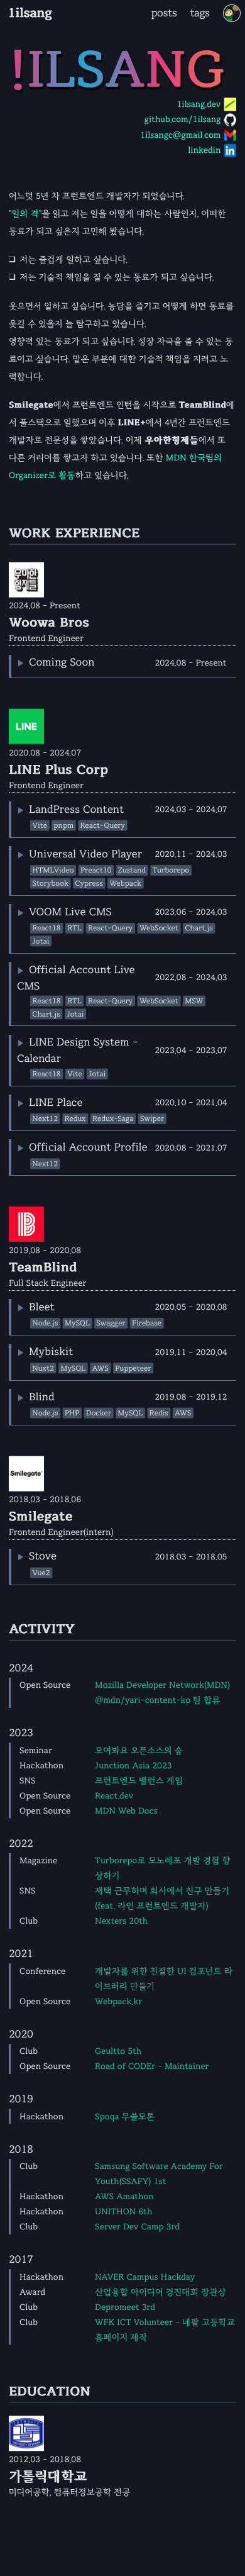 1ilsang
posts tags
!ILSANG
1ilsang.dev
github.com/1ilsang
1ilsangc@gmail.com
linkedin
어느덧 5년 차 프런트엔드 개발자가 되었습니다.
"일의 격"을 읽고 저는 일을 어떻게 대하는 사람인지, 어떠한
동료가 되고 싶은지 고민해 봤습니다.
저는 즐겁게 일하고 싶습니다.
저는 기술적 책임을 질 수 있는 동료가 되고 싶습니다.
웃으면서 일하고 싶습니다. 농담을 즐기고 어떻게 하면 동료를
웃길 수 있을지 늘 탐구하고 있습니다.
영향력 있는 동료가 되고 싶습니다. 성장 자극을 줄 수 있는 동
료이고 싶습니다. 맡은 부분에 대한 기술적 책임을 지려고 노
력합니다.
Smilegate에서 프런트엔드 인턴을 시작으로 TeamBlind에
서 풀스택으로 일했으며 이후 LINE+에서 4년간 프런트엔드
개발자로 전문성을 쌓았습니다. 이제 우아한형제들에서 또
다른 커리어를 쌓고자 하고 있습니다. 또한 MDN 한국팀의
Organizer로 활동하고 있습니다.
WORK EXPERIENCE
우아한
형제들
2024.08 - Present
Woowa Bros
Frontend Engineer
Coming Soon 2024.08 - Present
LINE
2020.08 - 2024.07
LINE Plus Corp
Frontend Engineer
LandPress Content 2024.03 - 2024.07
Vite pnpm React-Query
Universal Video Player 2020.11 - 2024.03
HTMLVideo Preact10 Zustand Turborepo
Storybook Cypress Webpack
VOOM Live CMS 2023.06 - 2024.03
React18 RTL React-Query WebSocket Chart.js
Jotai
Official Account Live
CMS 2022.08 - 2024.03
React18 RTL React-Query WebSocket MSW
Chart.js Jotai
LINE Design System -
Calendar 2023.04 - 2023.07
React18 Vite Jotai
LINE Place 2020.10 - 2021.04
Next12 Redux Redux-Saga Swiper
Official Account Profile 2020.08 - 2021.07
Next12
2019.08 - 2020.08
TeamBlind
Full Stack Engineer
Bleet 2020.05 - 2020.08
Node.js MySQL Swagger Firebase
Mybiskit 2019.11 - 2020.04
Nuxt2 MySQL AWS Puppeteer
Blind 2019.08 - 2019.12
Node.js PHP Docker MySQL Redis AWS
Smilegate
2018.03 - 2018.06
Smilegate
Frontend Engineer(intern)
Stove 2018.03 - 2018.05
Vue2
ACTIVITY
2024
Open Source Mozilla Developer Network(MDN)
@mdn/yari-content-ko 팀 합류
2023
Seminar 모여봐요 오픈소스의 숲
Hackathon Junction Asia 2023
SNS 프런트엔드 밸런스 게임
Open Source React.dev
Open Source MDN Web Docs
2022
Magazine Turborepo로 모노레포 개발 경험 향
상하기
SNS 재택 근무하며 회사에서 친구 만들기
(feat. 라인 프런트엔드 개발자)
Club Nexters 20th
2021
Conference 개발자를 위한 친절한 UI 컴포넌트 라
이브러리 만들기
Open Source Webpack.kr
2020
Club Geultto 5th
Open Source Road of CODEr - Maintainer
2019
Hackathon Spoqa 무쓸모톤
2018
Club Samsung Software Academy For
Youth(SSAFY) 1st
Hackathon AWS Amathon
Hackathon UNITHON 6th
Club Server Dev Camp 3rd
2017
Hackathon NAVER Campus Hackday
Award 산업융합 아이디어 경진대회 장관상
Club Depromeet 3rd
Club WFK ICT Volunteer - 네팔 고등학교
홈페이지 제작
EDUCATION
2012.03 - 2018.08
가톨릭대학교
미디어공학, 컴퓨터정보공학 전공